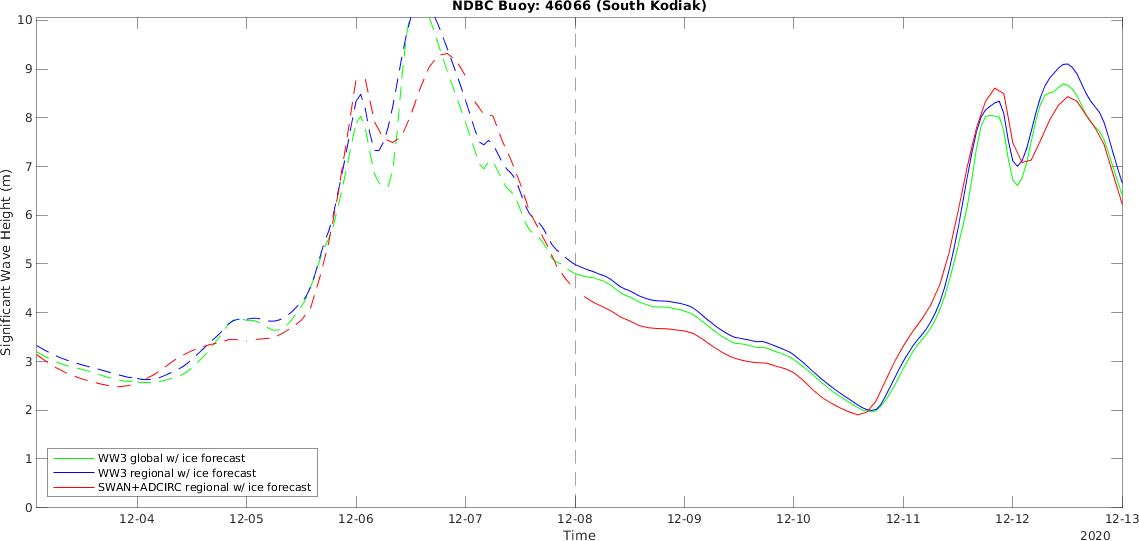 NDBC Buoy: 46066 (South Kodiak)
10
9
8
7
6
5
4
3
2
1
0
Significant Wave Height (m)
WW3 global w/ ice forecast
WW3 regional w/ ice forecast
SWAN+ADCIRC regional w/ ice forecast
12-04 12-05 12-06 12-07 12-08 12-09 12-10 12-11 12-12 12-13
Time
2020